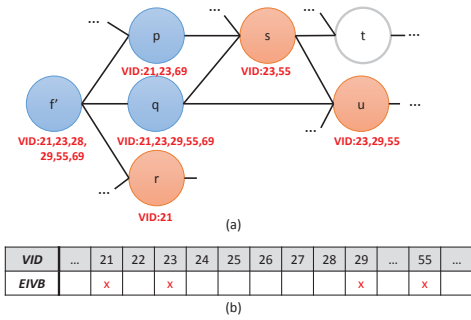 ...
...
...
p
s
t
...
VID:21,23,69
VID:23,55
f'
q
u
...
...
VID:21,23,28,
29,55,69
VID:21,23,29,55,69
VID:23,29,55
...
r
VID:21
(a)
VID ... 21 22 23 24 25 26 27 28 29 ... 55 ...
EIVB x x x x
(b)